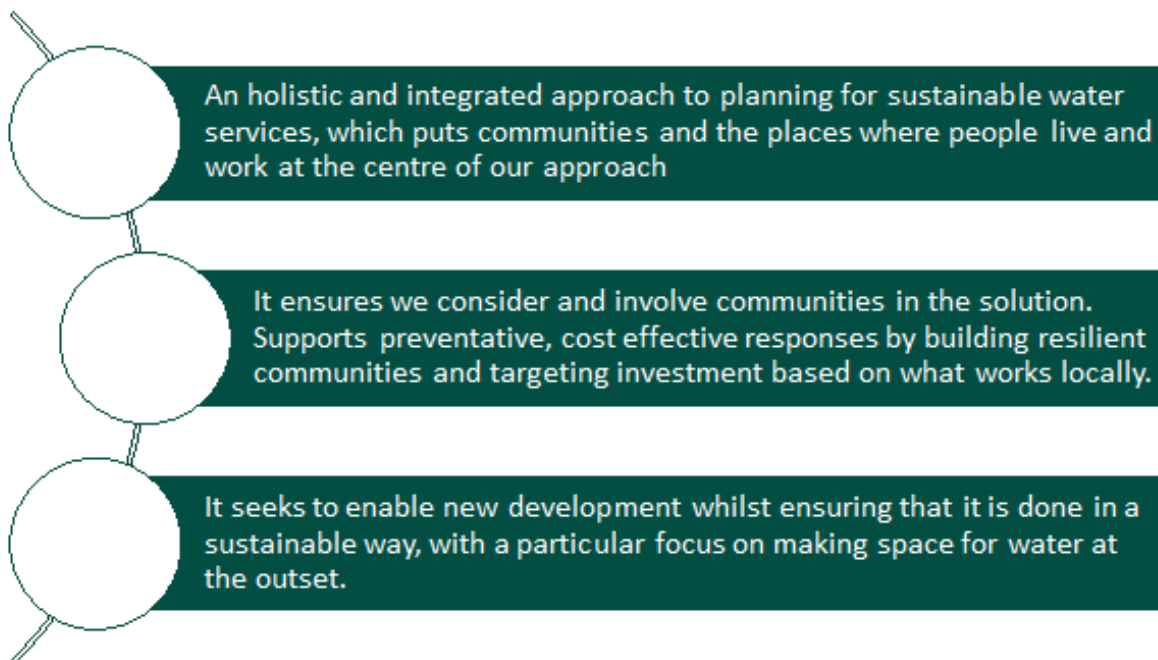 An holistic and integrated approach to planning for sustainable water
services, which puts communities and the places where people live and
work at the centre of our approach
It ensures we consider and involve communities in the solution.
Supports preventative, cost effective responses by building resilient
communities and targeting investment based on what works locally.
It seeks to enable new development whilst ensuring that it is done in a
sustainable way, with a particular focus on making space for water at
the outset.